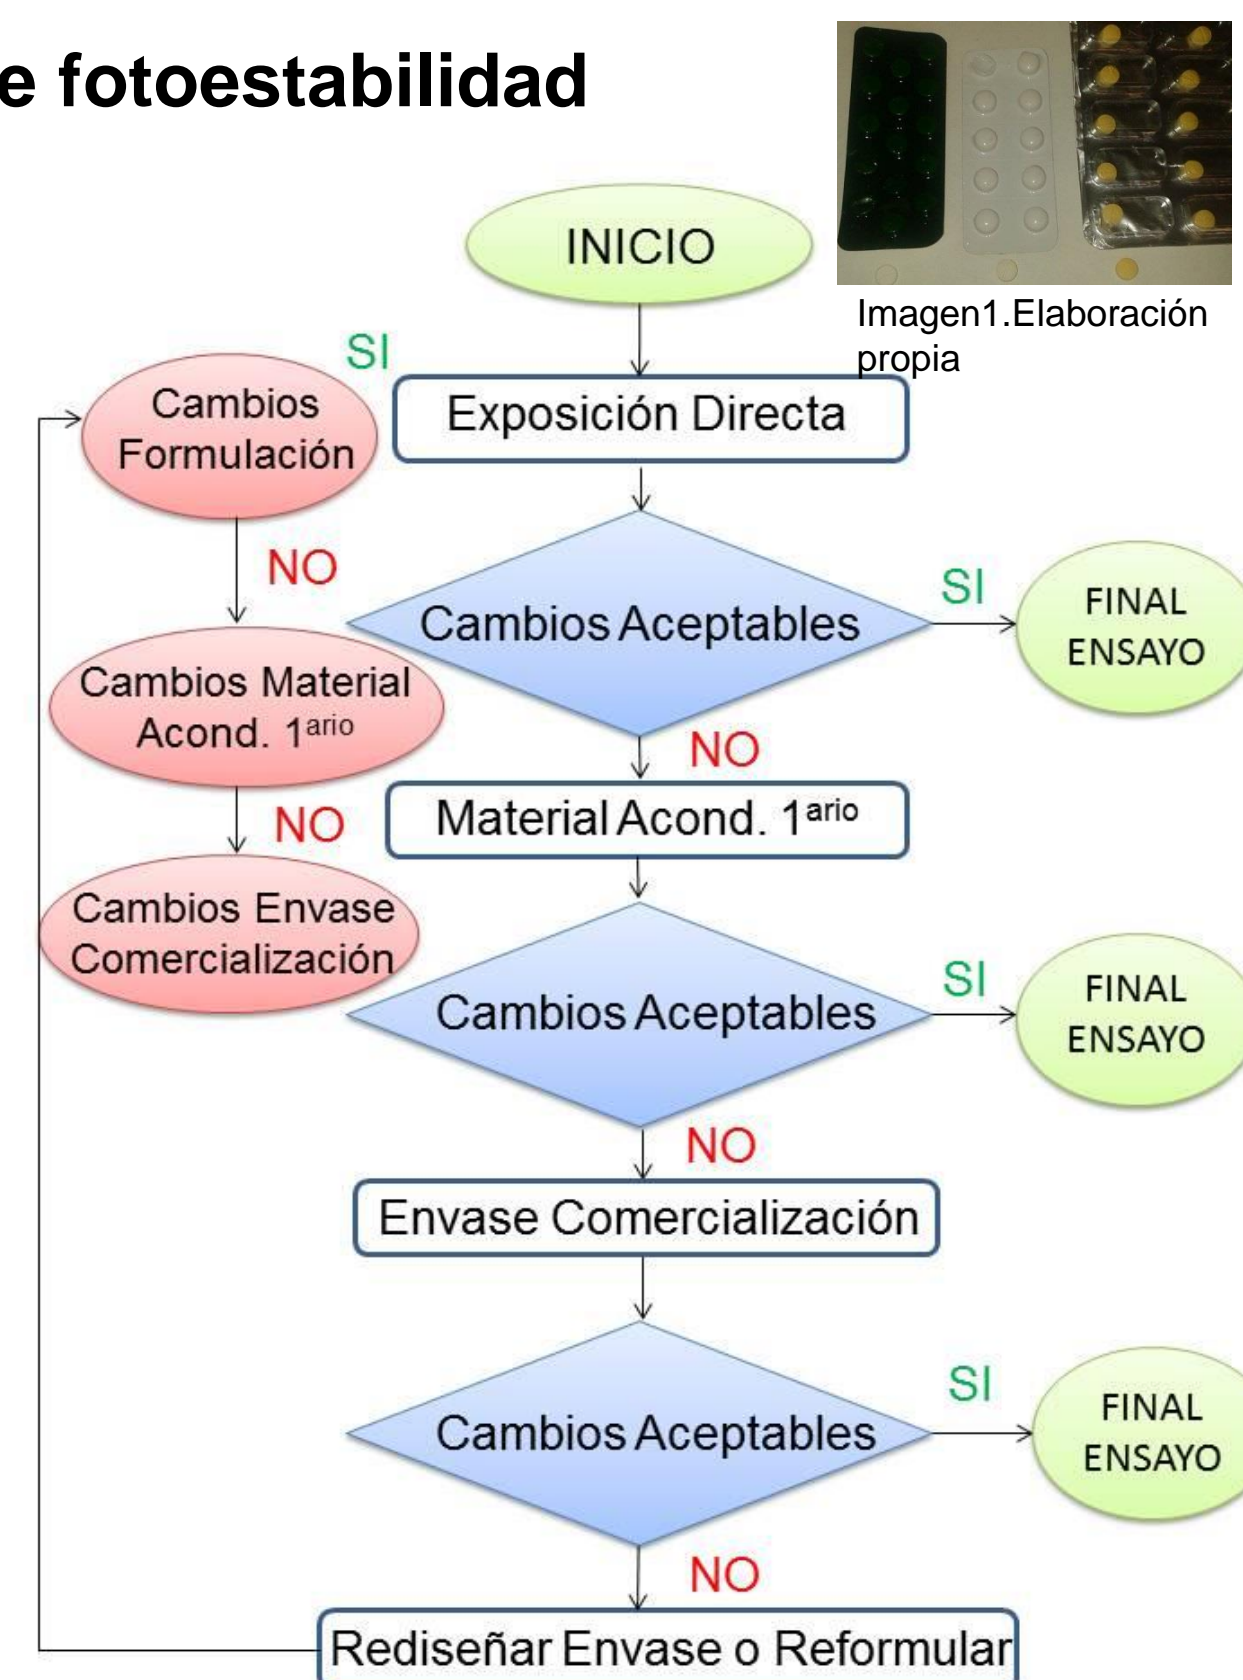 e fotoestabilidad
INICIO
Imagen1.Elaboración
propia
SI
Cambios
Formulación
Exposición Directa
NO
Cambios Aceptables
SI
FINAL
ENSAYO
Cambios Material
Acond. 1ario
NO
Material Acond. 1ario
NO
Cambios Envase
Comercialización
Cambios Aceptables
SI
FINAL
ENSAYO
NO
Envase Comercialización
Cambios Aceptables
SI
FINAL
ENSAYO
NO
Rediseñar Envase o Reformular